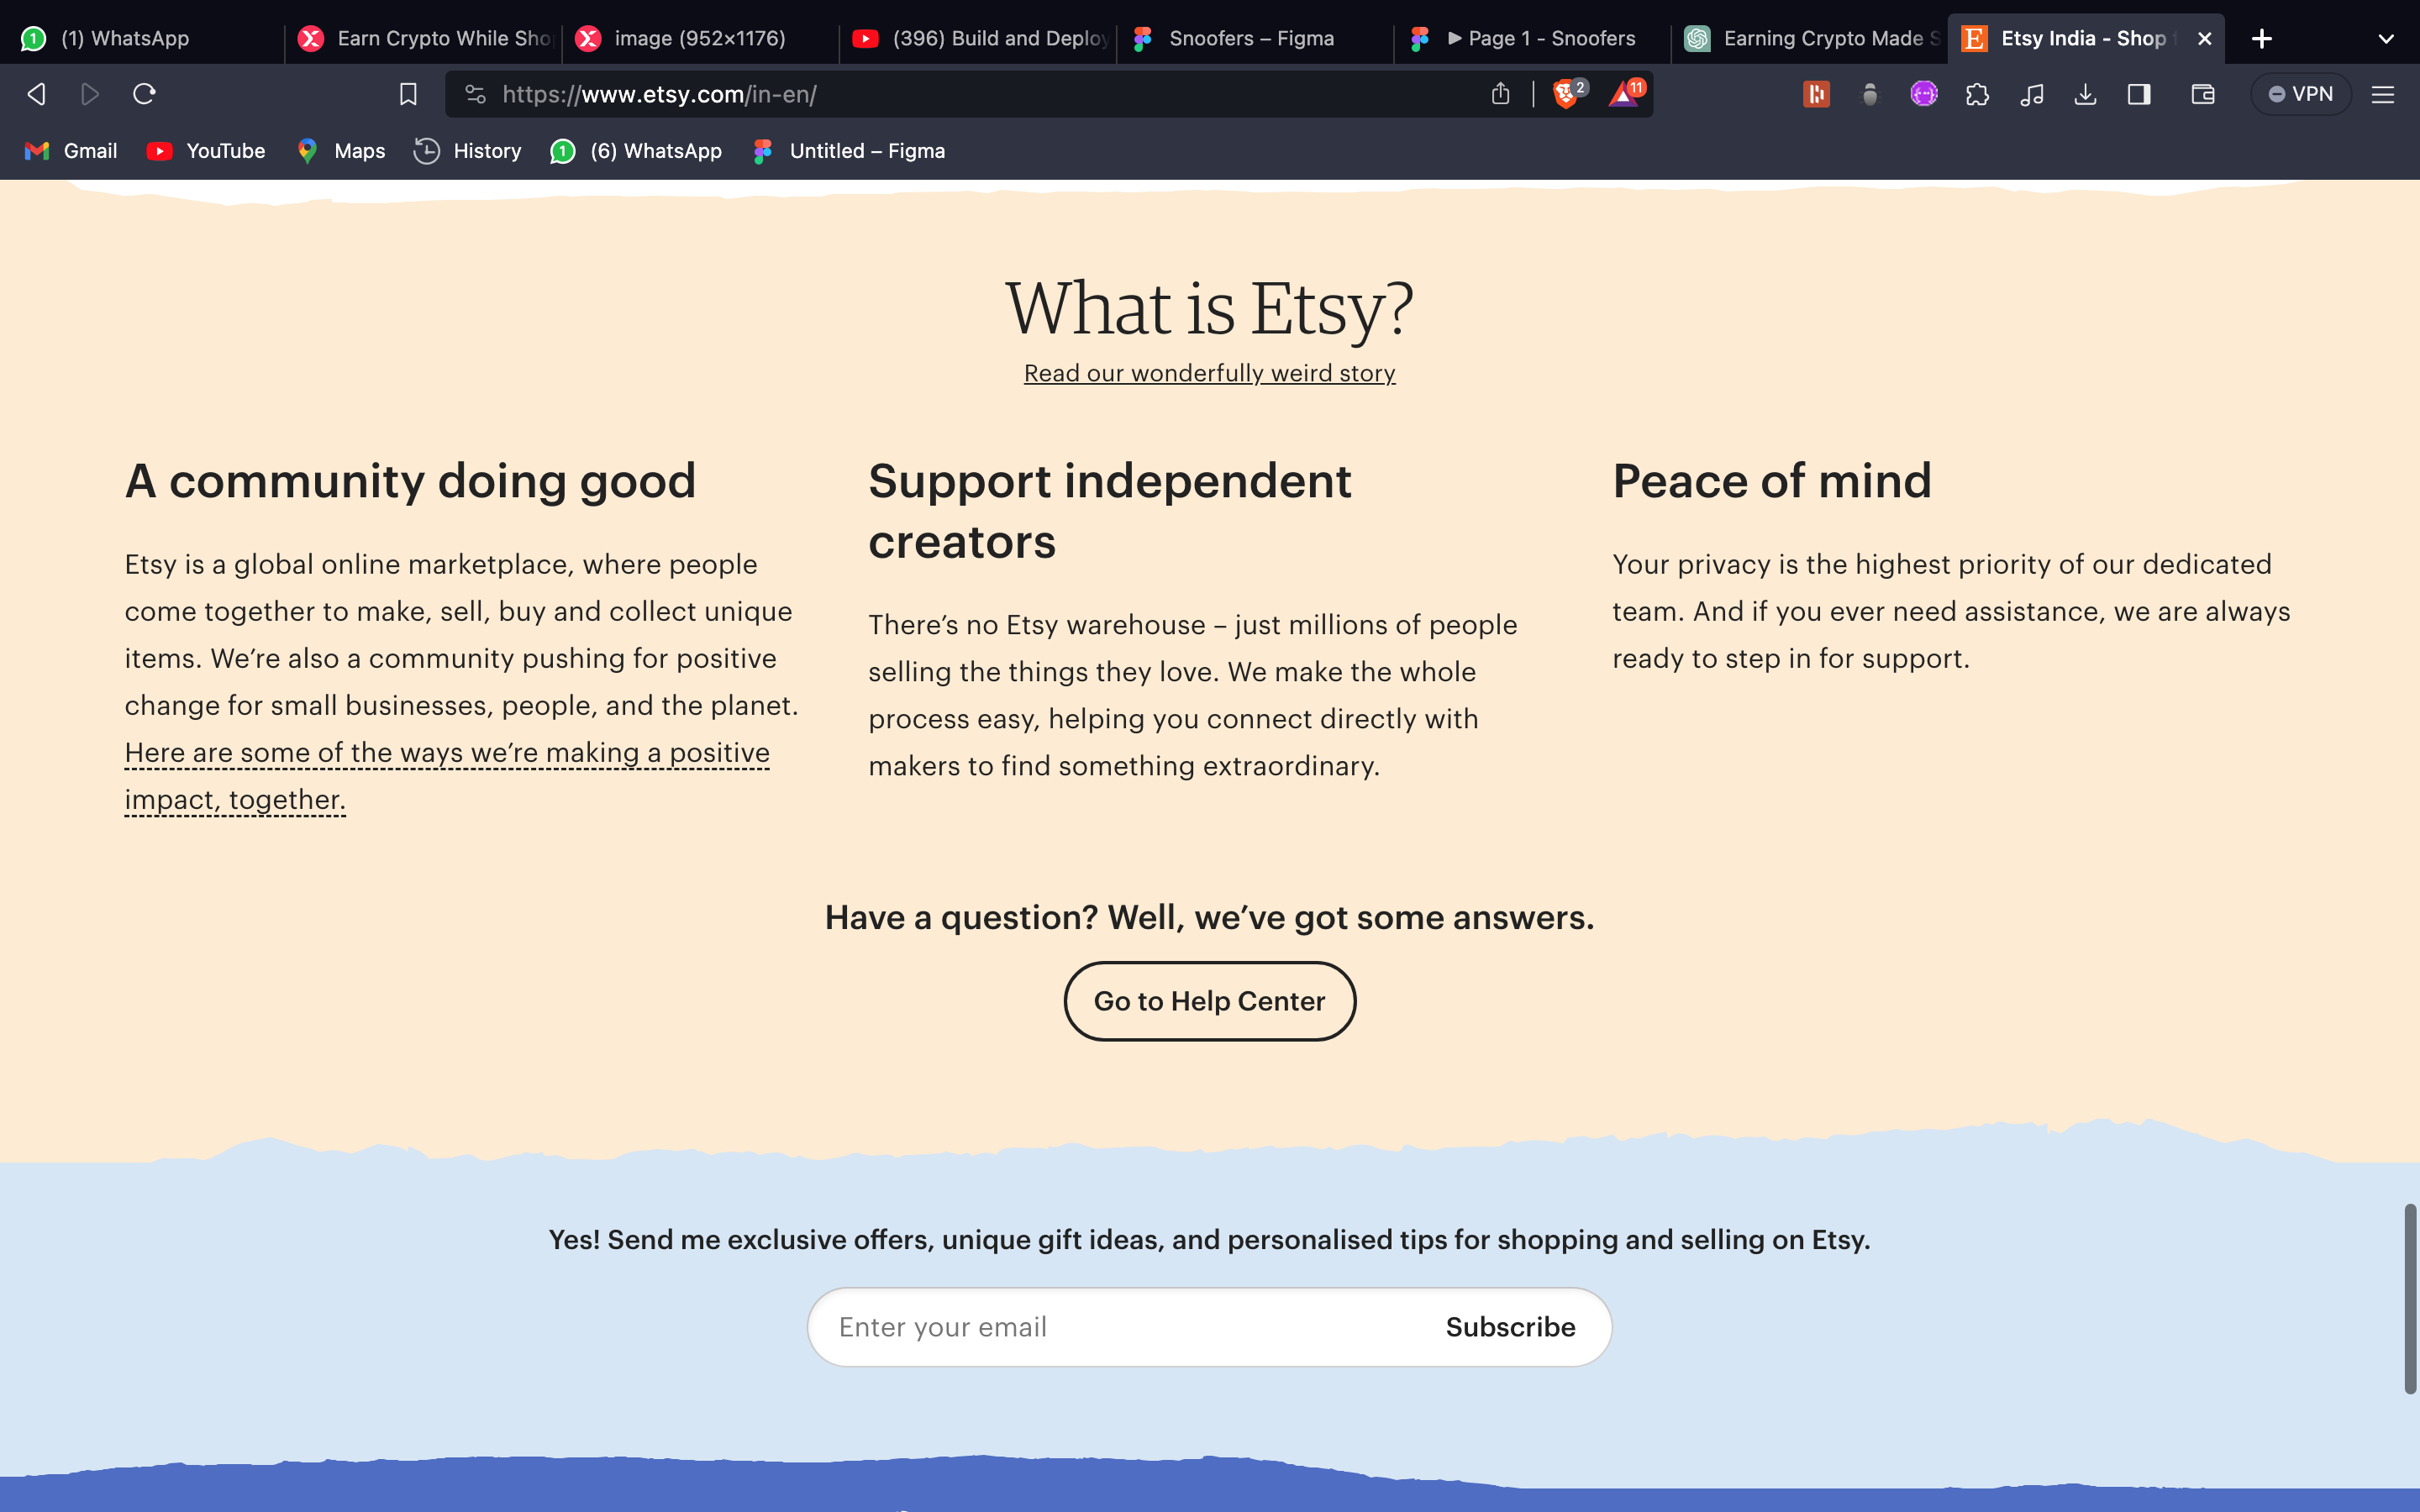 (1) WhatsApp
Earn Crypto While Sho
image (952×1176)
(396) Build and Deploy
Snoofers – Figma
Page 1 - Snoofers
Earning Crypto Made S
Etsy India - Shop
https://www.etsy.com/in-en/
2
11
VPN
Gmail
YouTube
Maps
History
(6) WhatsApp
Untitled – Figma
What is Etsy?
Read our wonderfully weird story
A community doing good
Etsy is a global online marketplace, where people
come together to make, sell, buy and collect unique
items. We’re also a community pushing for positive
change for small businesses, people, and the planet.
Here are some of the ways we’re making a positive
impact, together.
Support independent
creators
There’s no Etsy warehouse – just millions of people
selling the things they love. We make the whole
process easy, helping you connect directly with
makers to find something extraordinary.
Peace of mind
Your privacy is the highest priority of our dedicated
team. And if you ever need assistance, we are always
ready to step in for support.
Have a question? Well, we’ve got some answers.
Go to Help Center
Yes! Send me exclusive offers, unique gift ideas, and personalised tips for shopping and selling on Etsy.
Enter your email
Subscribe